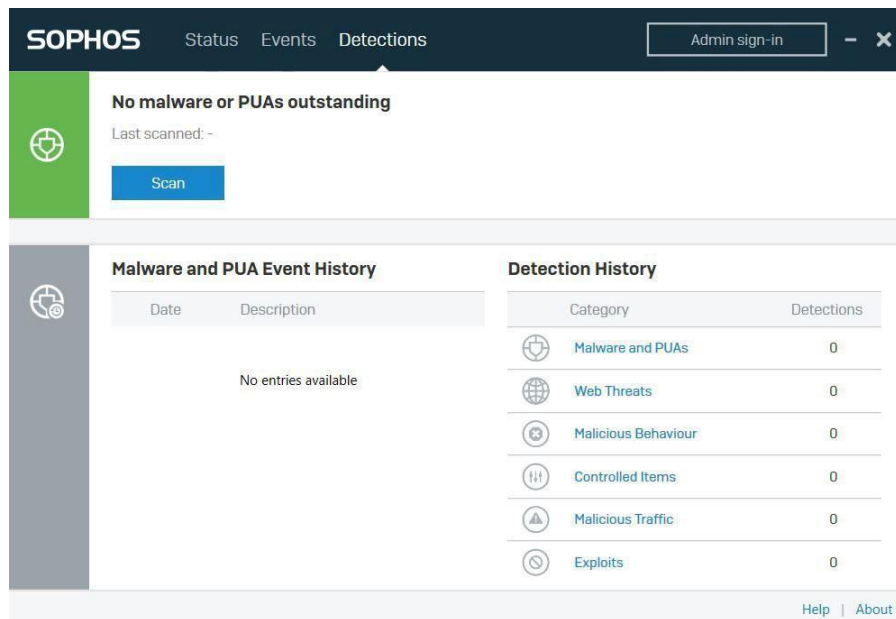 SOPHOS Status Events Detections Admin sign-in
No malware or PUAs outstanding
Last scanned: -
Scan
Malware and PUA Event History
Date Description
No entries available
Detection History
Category Detections
Malware and PUAs 0
Web Threats 0
Malicious Behaviour 0
Controlled Items 0
Malicious Traffic 0
Exploits 0
Help | About